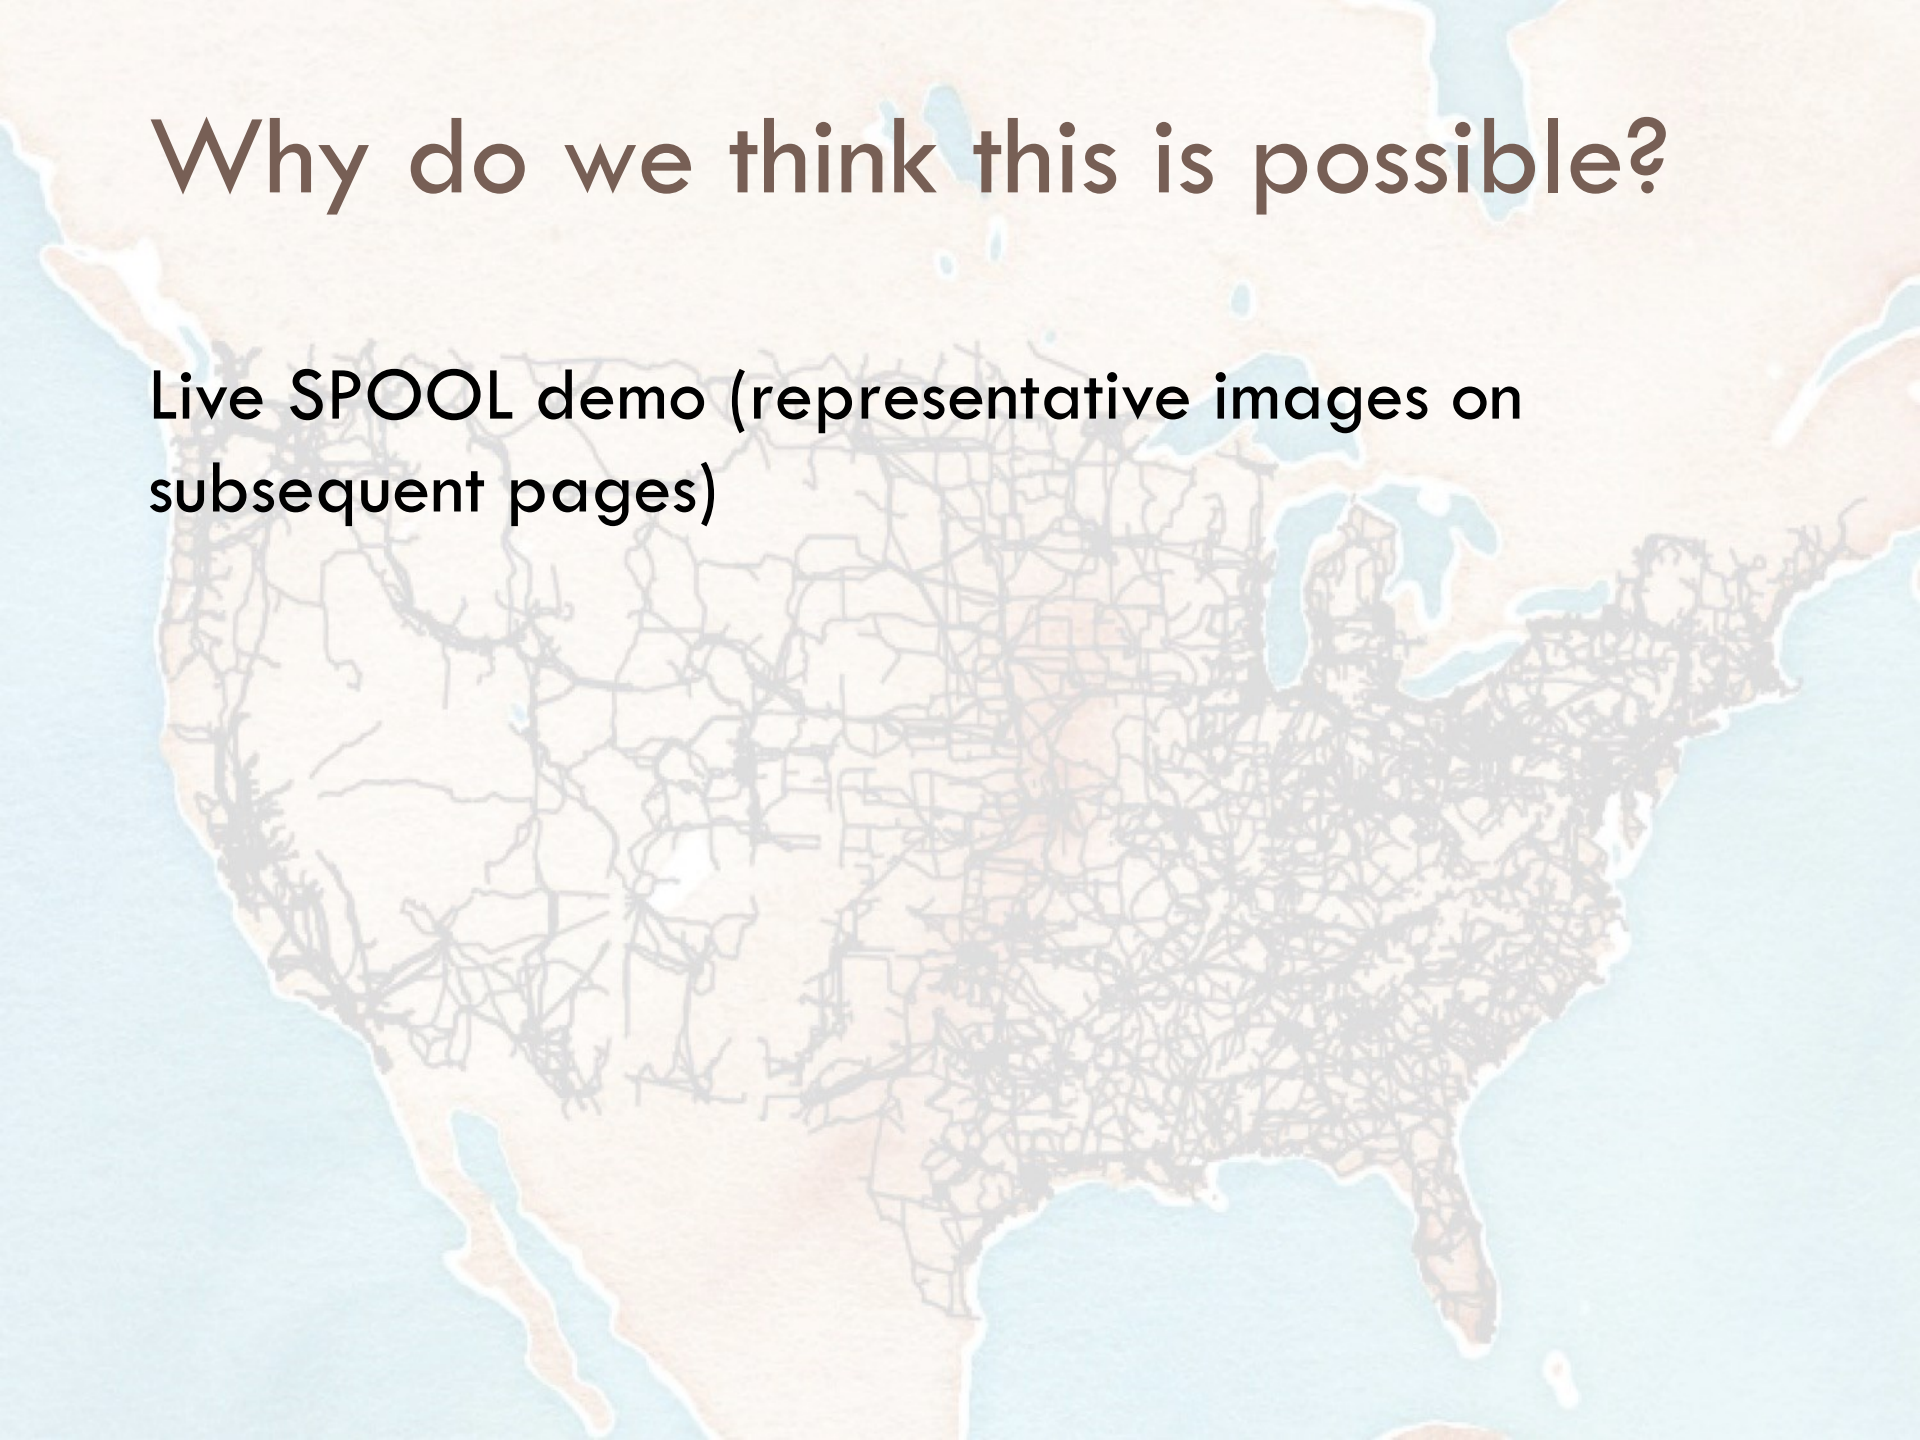 Why do we think this is possible?
Live SPOOL demo (representative images on
subsequent pages)